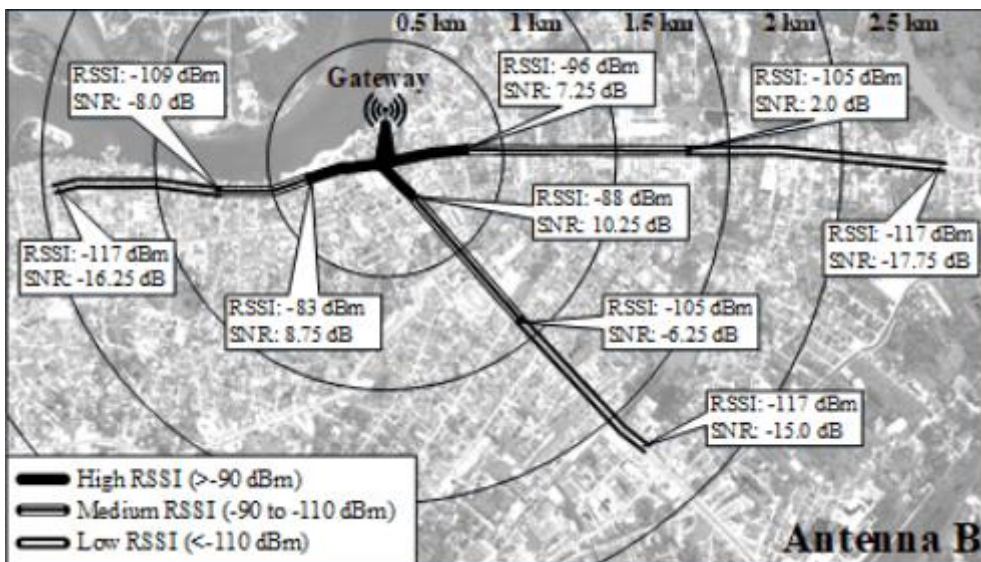 0.5 km 1 km 1.5 km 2 km 2.5 km
Gateway
RSSI: -109 dBm
SNR: -8.0 dB
RSSI: -96 dBm
SNR: 7.25 dB
RSSI: -105 dBm
SNR: 2.0 dB
RSSI: -88 dBm
SNR: 10.25 dB
RSSI: -117 dBm
SNR: -16.25 dB
RSSI: -117 dBm
SNR: -17.75 dB
RSSI: -83 dBm
SNR: 8.75 dB
RSSI: -105 dBm
SNR: -6.25 dB
RSSI: -117 dBm
SNR: -15.0 dB
High RSSI (>-90 dBm)
Medium RSSI (-90 to -110 dBm)
Low RSSI (<-110 dBm)
Antenna B